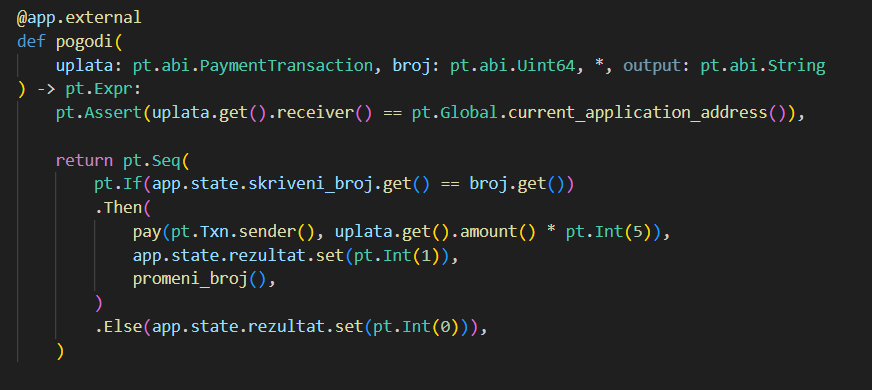 @app.external
def pogodi(
    uplata: pt.abi.PaymentTransaction, broj: pt.abi.Uint64, *, output: pt.abi.String
) -> pt.Expr:
    pt.Assert(uplata.get().receiver() == pt.Global.current_application_address()),

    return pt.Seq(
        pt.If(app.state.skriveni_broj.get() == broj.get())
        .Then(
            pay(pt.Txn.sender(), uplata.get().amount() * pt.Int(5)),
            app.state.rezultat.set(pt.Int(1)),
            promeni_broj(),
        )
        .Else(app.state.rezultat.set(pt.Int(0))),
    )